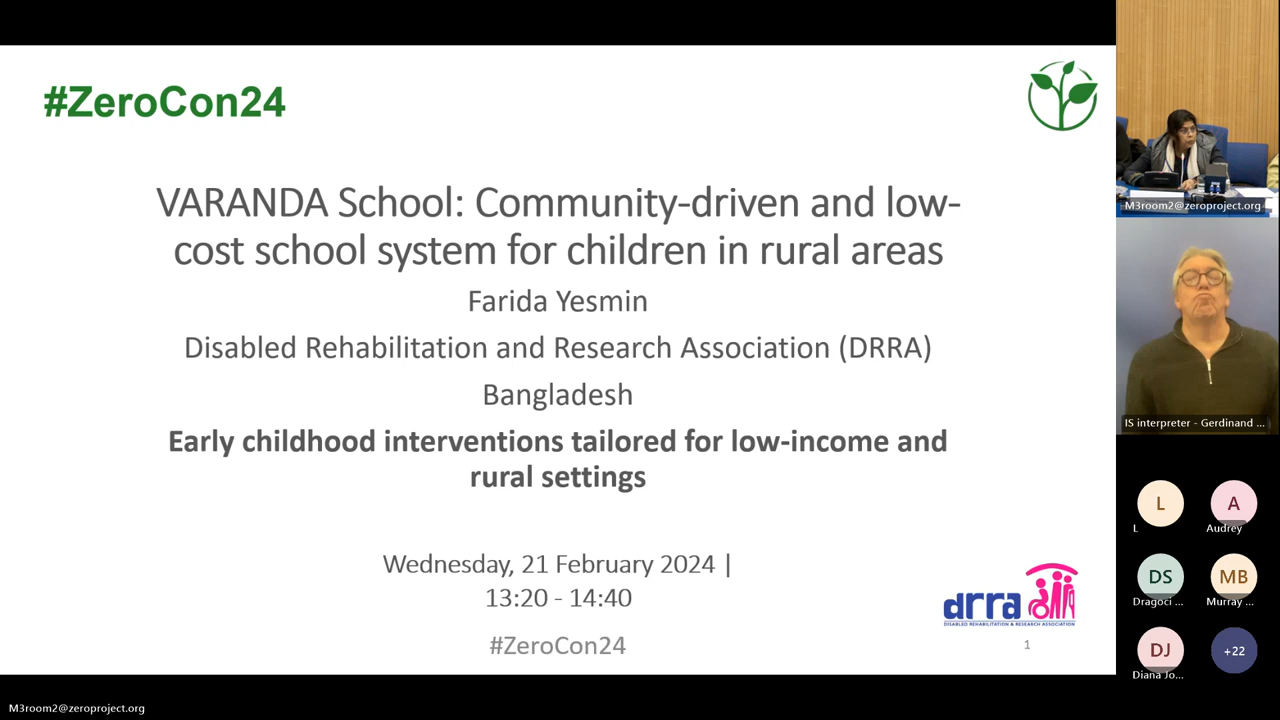 #ZeroCon24
VARANDA School: Community-driven and low-
cost school system for children in rural areas
Farida Yesmin
Disabled Rehabilitation and Research Association (DRRA)
Bangladesh
Early childhood interventions tailored for low-income and
rural settings
Wednesday, 21 February 2024 |
13:20 - 14:40
#ZeroCon24
drra
DISABLED REHABILITATION & RESEARCH ASSOCIATION
1
M3room2@zeroproject.org
M3room2@zeroproject.org
IS interpreter - Gerdinand ...
L
A
L
Audrey
DS
MB
Dragoci ...
Murray ...
DJ
+22
Diana Jo...